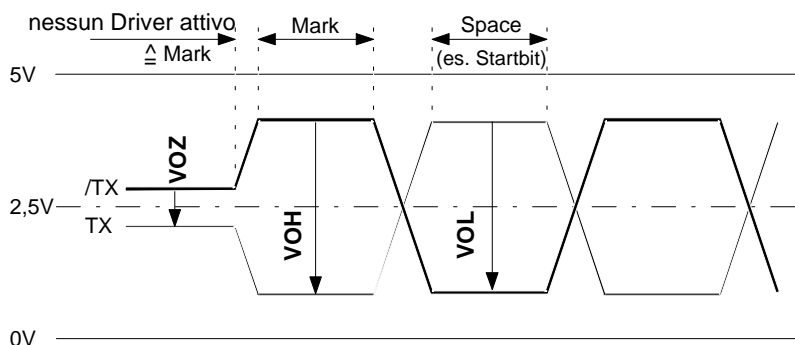 nessun Driver attivo
≙ Mark
Mark
Space
(es. Startbit)
5V
VOZ
/TX
2,5V
TX
VOH
VOL
0V